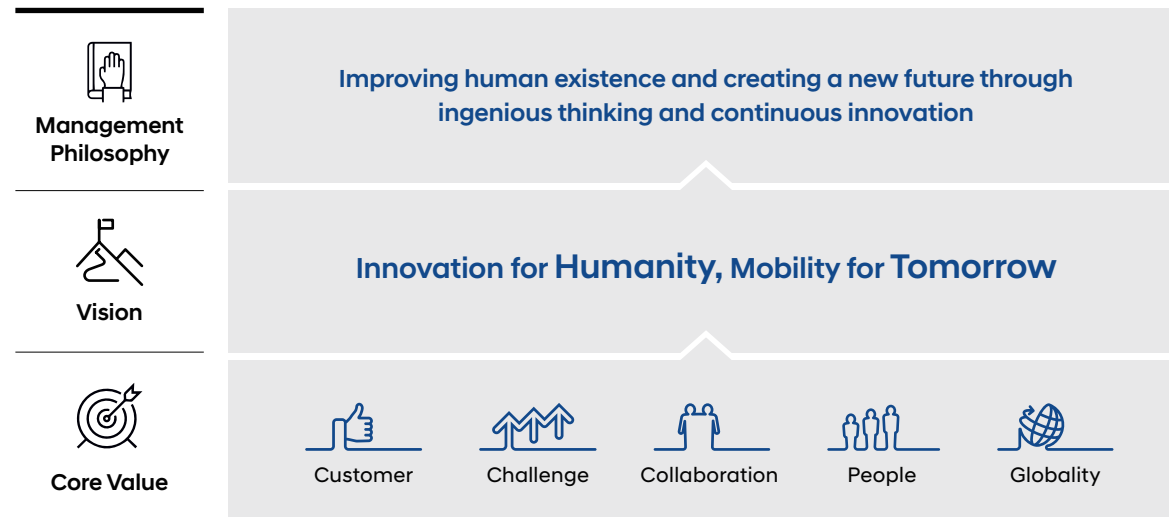 Management
Philosophy
Improving human existence and creating a new future through
ingenious thinking and continuous innovation
Vision
Innovation for Humanity, Mobility for Tomorrow
Core Value
Customer
Challenge
Collaboration
People
Globality